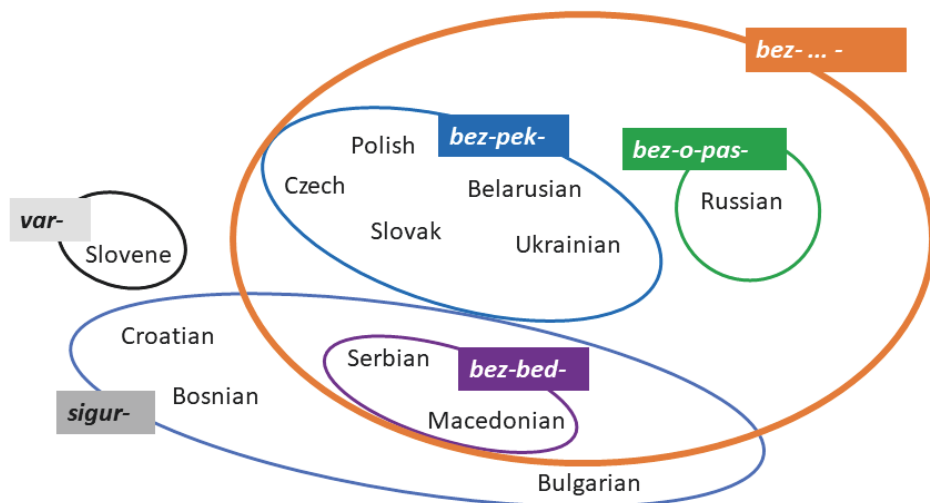 bez- ... -
Polish
bez-pek-
bez-o-pas-
Czech
Belarusian
Russian
var-
Slovene
Slovak
Ukrainian
Croatian
Serbian
bez-bed-
Bosnian
sigur-
Macedonian
Bulgarian